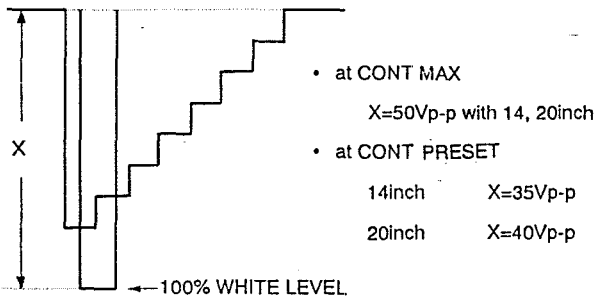 • at CONT MAX
X=50Vp-p with 14, 20inch
X
• at CONT PRESET
14inch X=35Vp-p
20inch X=40Vp-p
100% WHITE LEVEL